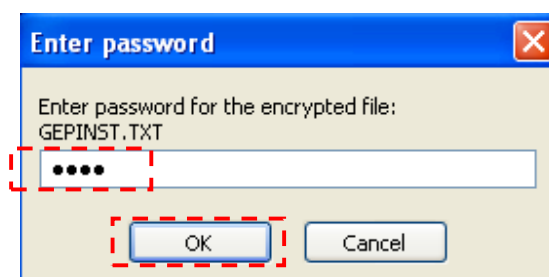 Enter password
Enter password for the encrypted file:
GEPINST.TXT
••••
OK Cancel